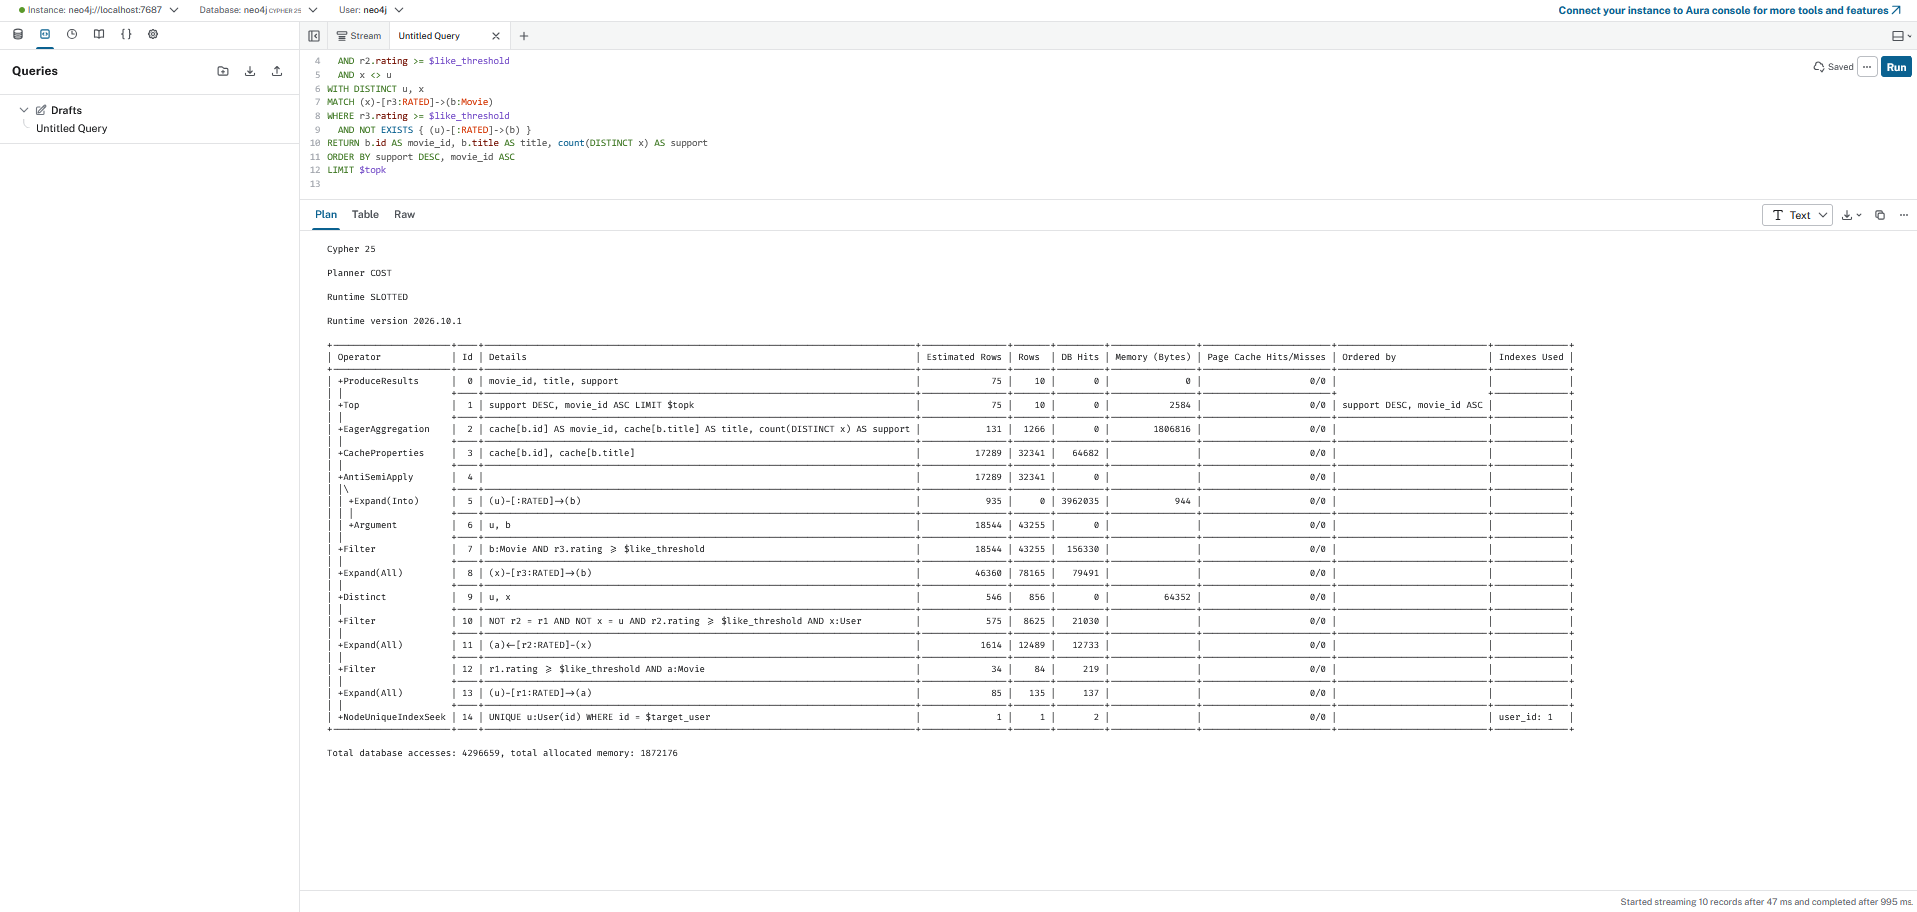 Instance: neo4j://localhost:7687 Database: neo4j CYPHER 25 User: neo4j Connect your instance to Aura console for more tools and features
Stream Untitled Query
Queries
Drafts
Untitled Query
4 AND r2.rating >= $like_threshold
5 AND x <> u
6 WITH DISTINCT u, x
7 MATCH (x)-[r3:RATED]->(b:Movie)
8 WHERE r3.rating >= $like_threshold
9 AND NOT EXISTS { (u)-[:RATED]->(b) }
10 RETURN b.id AS movie_id, b.title AS title, count(DISTINCT x) AS support
11 ORDER BY support DESC, movie_id ASC
12 LIMIT $topk
13
Saved ... Run
Plan Table Raw Text
Cypher 25
Planner COST
Runtime SLOTTED
Runtime version 2026.10.1
| Operator | Id | Details | Estimated Rows | Rows | DB Hits | Memory (Bytes) | Page Cache Hits/Misses | Ordered by | Indexes Used |
| +ProduceResults | 0 | movie_id, title, support | 75 | 10 | 0 | 0 | 0/0 | | |
| +Top | 1 | support DESC, movie_id ASC LIMIT $topk | 75 | 10 | 0 | 2584 | 0/0 | support DESC, movie_id ASC | |
| +EagerAggregation | 2 | cache[b.id] AS movie_id, cache[b.title] AS title, count(DISTINCT x) AS support | 131 | 1266 | 0 | 1806816 | 0/0 | | |
| +CacheProperties | 3 | cache[b.id], cache[b.title] | 17289 | 32341 | 64682 | | 0/0 | | |
| +AntiSemiApply | 4 | | 17289 | 32341 | 0 | | 0/0 | | |
| | +Expand(Into) | 5 | (u)-[:RATED]->(b) | 935 | 0 | 3962035 | 944 | 0/0 | | |
| | +Argument | 6 | u, b | 18544 | 43255 | 0 | | 0/0 | | |
| +Filter | 7 | b:Movie AND r3.rating >= $like_threshold | 18544 | 43255 | 156330 | | 0/0 | | |
| +Expand(All) | 8 | (x)-[r3:RATED]->(b) | 46360 | 78165 | 79491 | | 0/0 | | |
| +Distinct | 9 | u, x | 546 | 856 | 0 | 64352 | 0/0 | | |
| +Filter | 10 | NOT r2 = r1 AND NOT x = u AND r2.rating >= $like_threshold AND x:User | 575 | 8625 | 21030 | | 0/0 | | |
| +Expand(All) | 11 | (a)<-[r2:RATED]-(x) | 1614 | 12489 | 12733 | | 0/0 | | |
| +Filter | 12 | r1.rating >= $like_threshold AND a:Movie | 34 | 84 | 219 | | 0/0 | | |
| +Expand(All) | 13 | (u)-[r1:RATED]->(a) | 85 | 135 | 137 | | 0/0 | | |
| +NodeUniqueIndexSeek | 14 | UNIQUE u:User(id) WHERE id = $target_user | 1 | 1 | 2 | | 0/0 | | user_id: 1 |
Total database accesses: 4296659, total allocated memory: 1872176
Started streaming 10 records after 47 ms and completed after 995 ms.